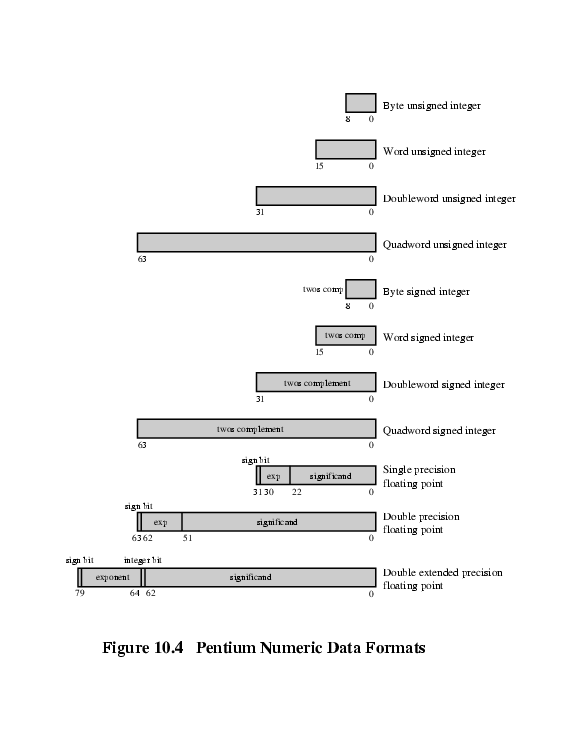 Byte unsigned integer
8 0
Word unsigned integer
15 0
Doubleword unsigned integer
31 0
Quadword unsigned integer
63 0
twos comp Byte signed integer
8 0
twos comp Word signed integer
15 0
twos complement Doubleword signed integer
31 0
twos complement Quadword signed integer
63 0
sign bit
exp significand Single precision
floating point
31 30 22 0
sign bit
exp significand Double precision
floating point
63 62 51 0
sign bit integer bit
exponent significand Double extended precision
floating point
79 64 62 0
Figure 10.4 Pentium Numeric Data Formats